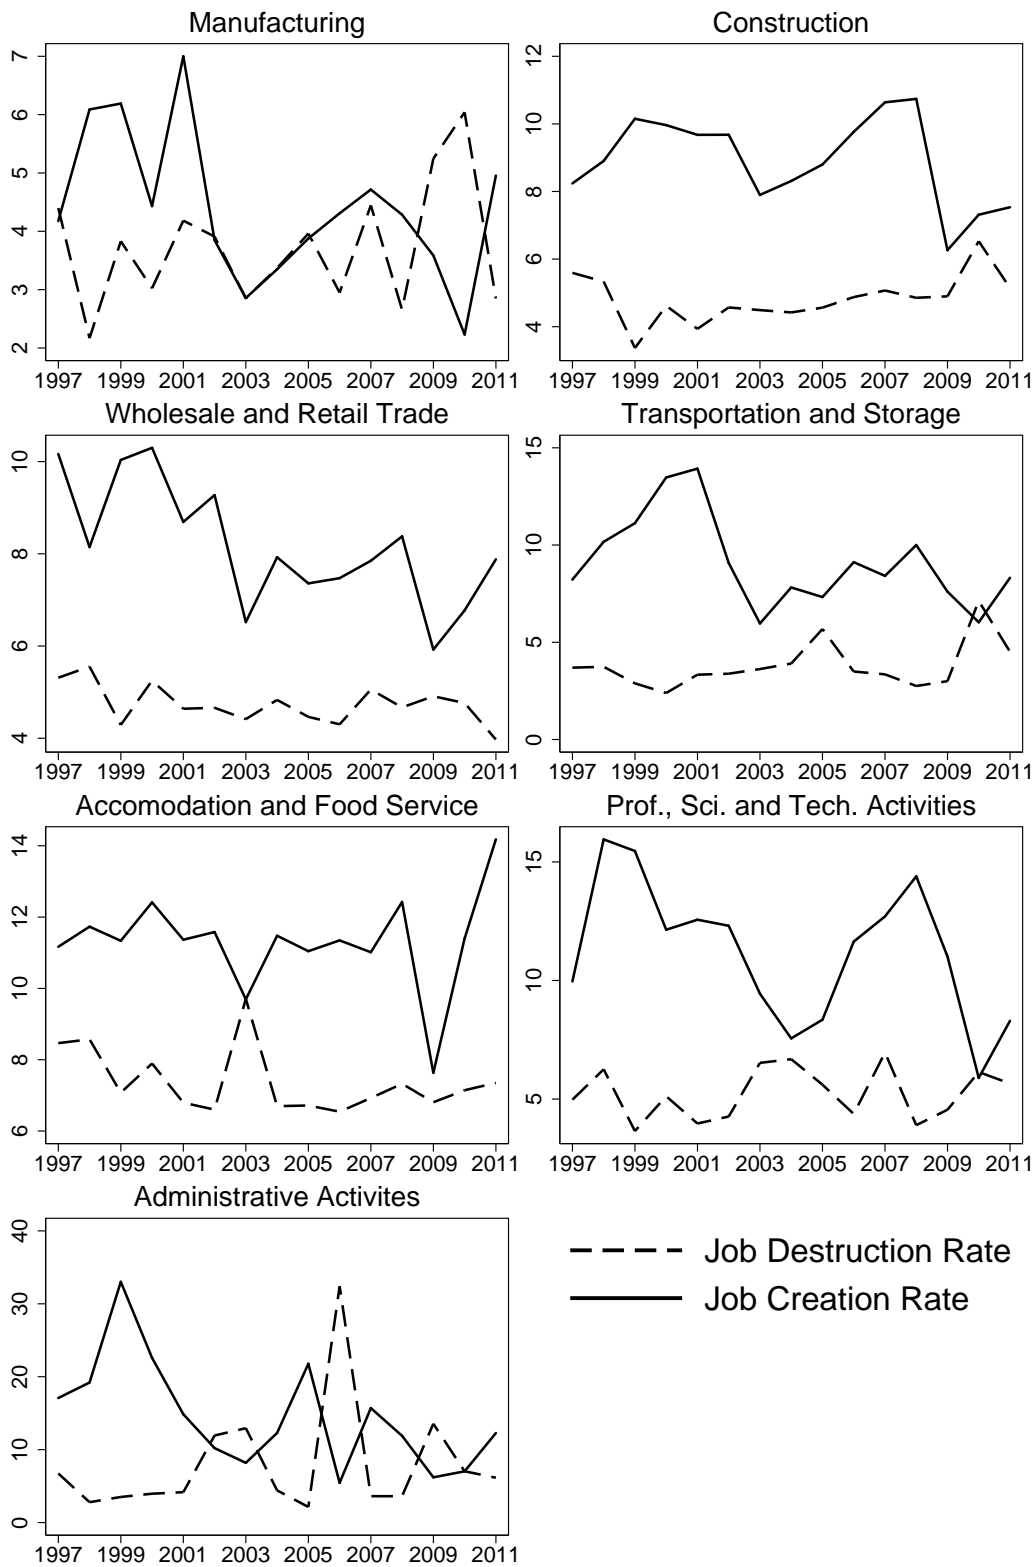 Manufacturing
7
6
5
4
3
2
1997 1999 2001 2003 2005 2007 2009 2011
Construction
12
10
8
6
4
1997 1999 2001 2003 2005 2007 2009 2011
Wholesale and Retail Trade
10
8
6
4
1997 1999 2001 2003 2005 2007 2009 2011
Transportation and Storage
15
10
5
0
1997 1999 2001 2003 2005 2007 2009 2011
Accomodation and Food Service
14
12
10
8
6
1997 1999 2001 2003 2005 2007 2009 2011
Prof., Sci. and Tech. Activities
15
10
5
1997 1999 2001 2003 2005 2007 2009 2011
Administrative Activites
40
30
20
10
0
1997 1999 2001 2003 2005 2007 2009 2011
Job Destruction Rate
Job Creation Rate